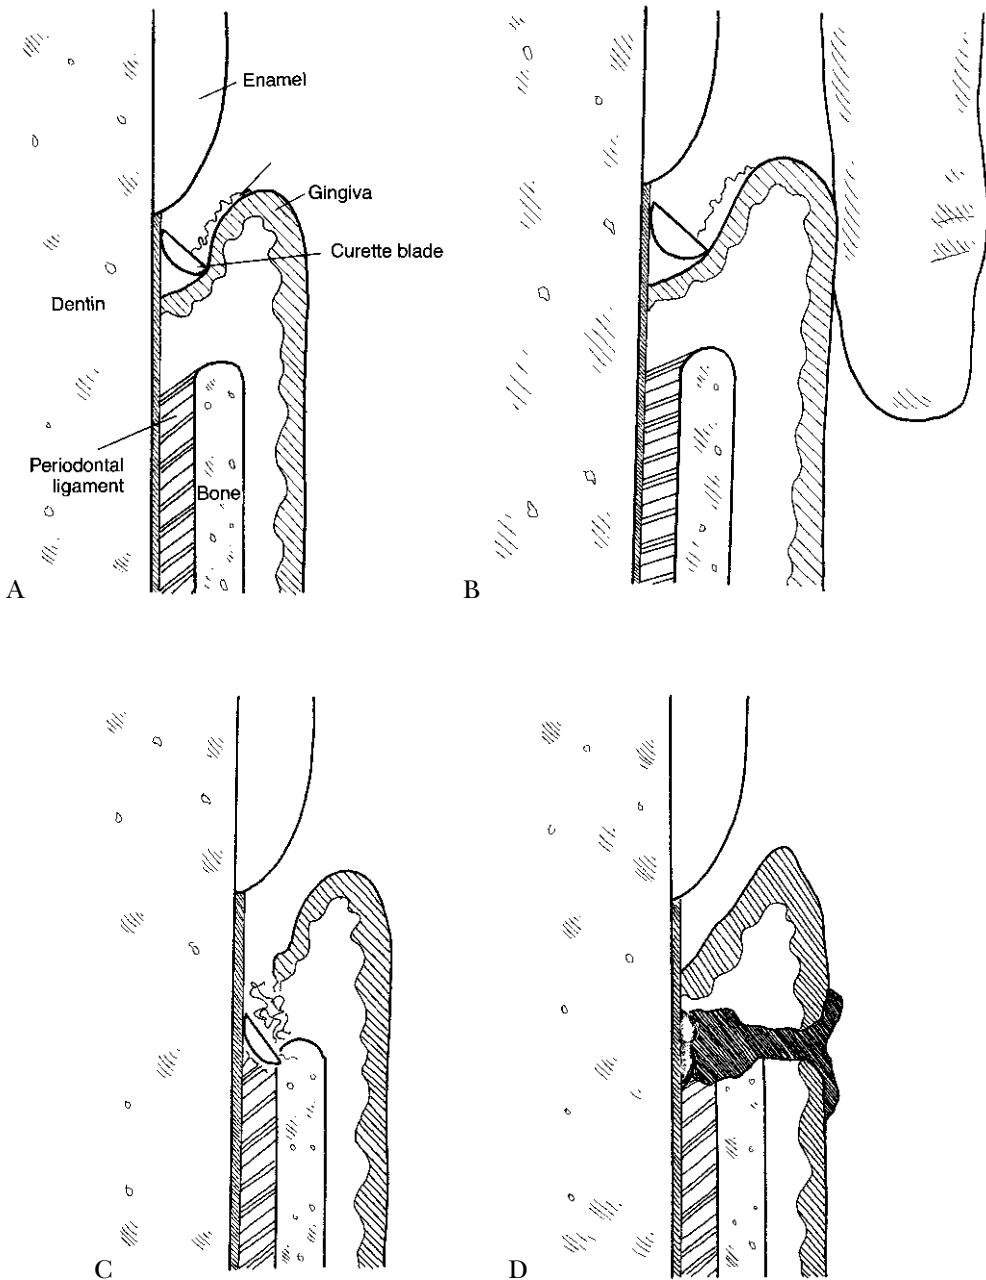 Enamel
Gingiva
Curette blade
Dentin
Periodontal
ligament
Bone
A
B
C
D